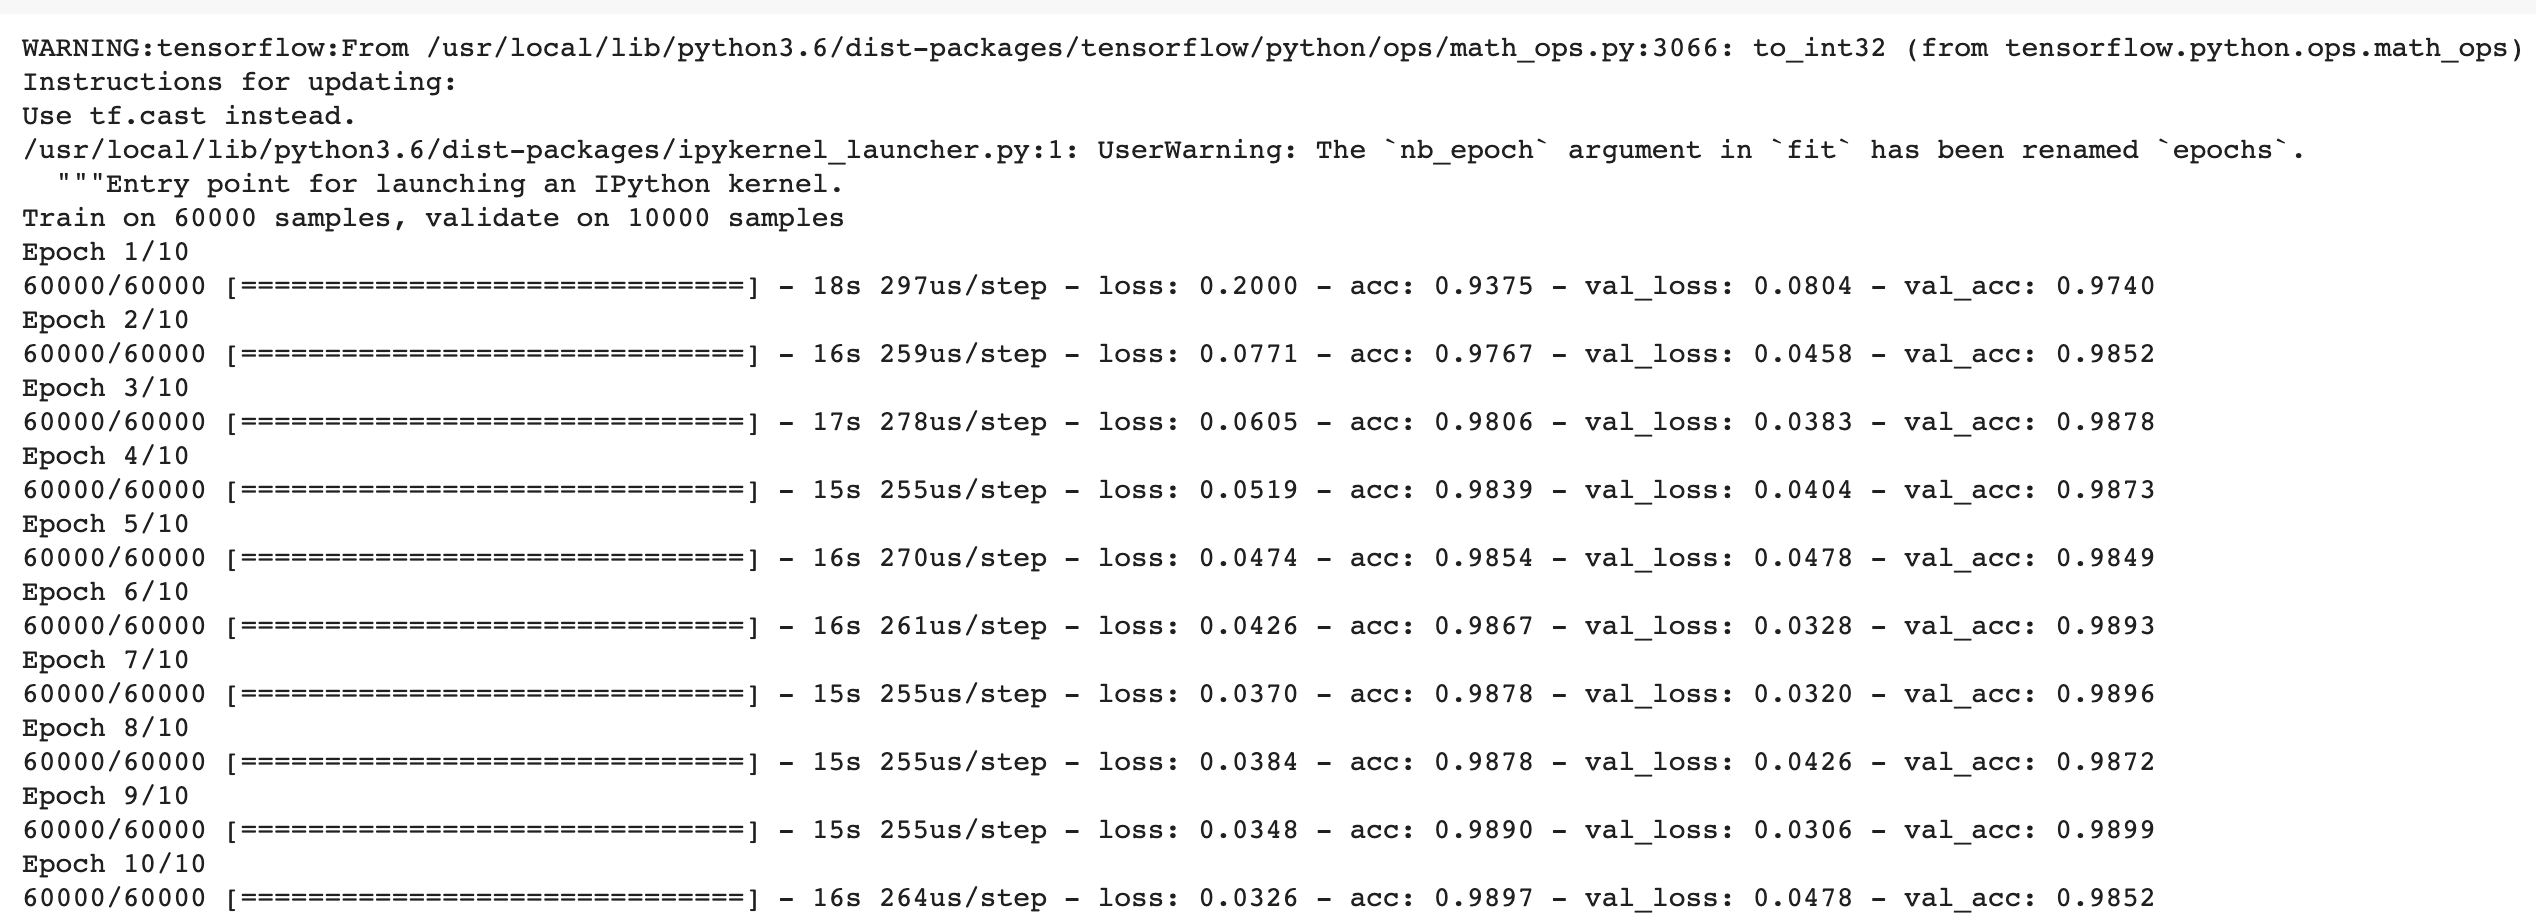 WARNING:tensorflow:From /usr/local/lib/python3.6/dist-packages/tensorflow/python/ops/math_ops.py:3066: to_int32 (from tensorflow.python.ops.math_ops)
Instructions for updating:
Use tf.cast instead.
/usr/local/lib/python3.6/dist-packages/ipykernel_launcher.py:1: UserWarning: The `nb_epoch` argument in `fit` has been renamed `epochs`.
  """Entry point for launching an IPython kernel.
Train on 60000 samples, validate on 10000 samples
Epoch 1/10
60000/60000 [==============================] - 18s 297us/step - loss: 0.2000 - acc: 0.9375 - val_loss: 0.0804 - val_acc: 0.9740
Epoch 2/10
60000/60000 [==============================] - 16s 259us/step - loss: 0.0771 - acc: 0.9767 - val_loss: 0.0458 - val_acc: 0.9852
Epoch 3/10
60000/60000 [==============================] - 17s 278us/step - loss: 0.0605 - acc: 0.9806 - val_loss: 0.0383 - val_acc: 0.9878
Epoch 4/10
60000/60000 [==============================] - 15s 255us/step - loss: 0.0519 - acc: 0.9839 - val_loss: 0.0404 - val_acc: 0.9873
Epoch 5/10
60000/60000 [==============================] - 16s 270us/step - loss: 0.0474 - acc: 0.9854 - val_loss: 0.0478 - val_acc: 0.9849
Epoch 6/10
60000/60000 [==============================] - 16s 261us/step - loss: 0.0426 - acc: 0.9867 - val_loss: 0.0328 - val_acc: 0.9893
Epoch 7/10
60000/60000 [==============================] - 15s 255us/step - loss: 0.0370 - acc: 0.9878 - val_loss: 0.0320 - val_acc: 0.9896
Epoch 8/10
60000/60000 [==============================] - 15s 255us/step - loss: 0.0384 - acc: 0.9878 - val_loss: 0.0426 - val_acc: 0.9872
Epoch 9/10
60000/60000 [==============================] - 15s 255us/step - loss: 0.0348 - acc: 0.9890 - val_loss: 0.0306 - val_acc: 0.9899
Epoch 10/10
60000/60000 [==============================] - 16s 264us/step - loss: 0.0326 - acc: 0.9897 - val_loss: 0.0478 - val_acc: 0.9852